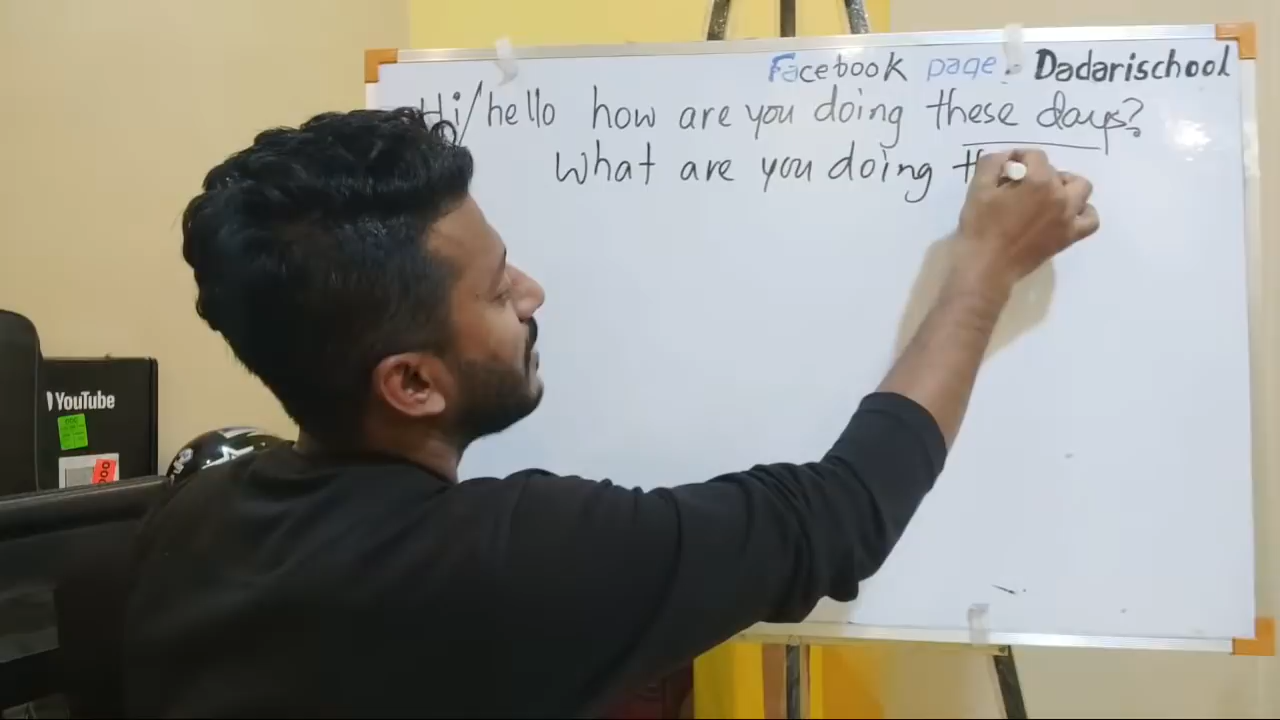 Facebook page:- Dadarischool
Hi/hello how are you doing these days?
What are you doing
YouTube